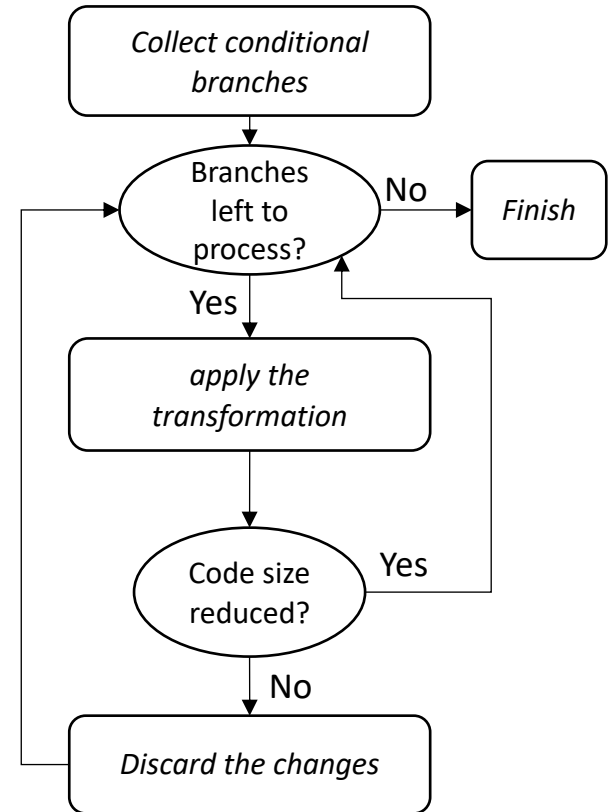 Collect conditional
branches
Branches
left to
process?
No
Finish
Yes
apply the
transformation
Code size
reduced?
Yes
No
Discard the changes